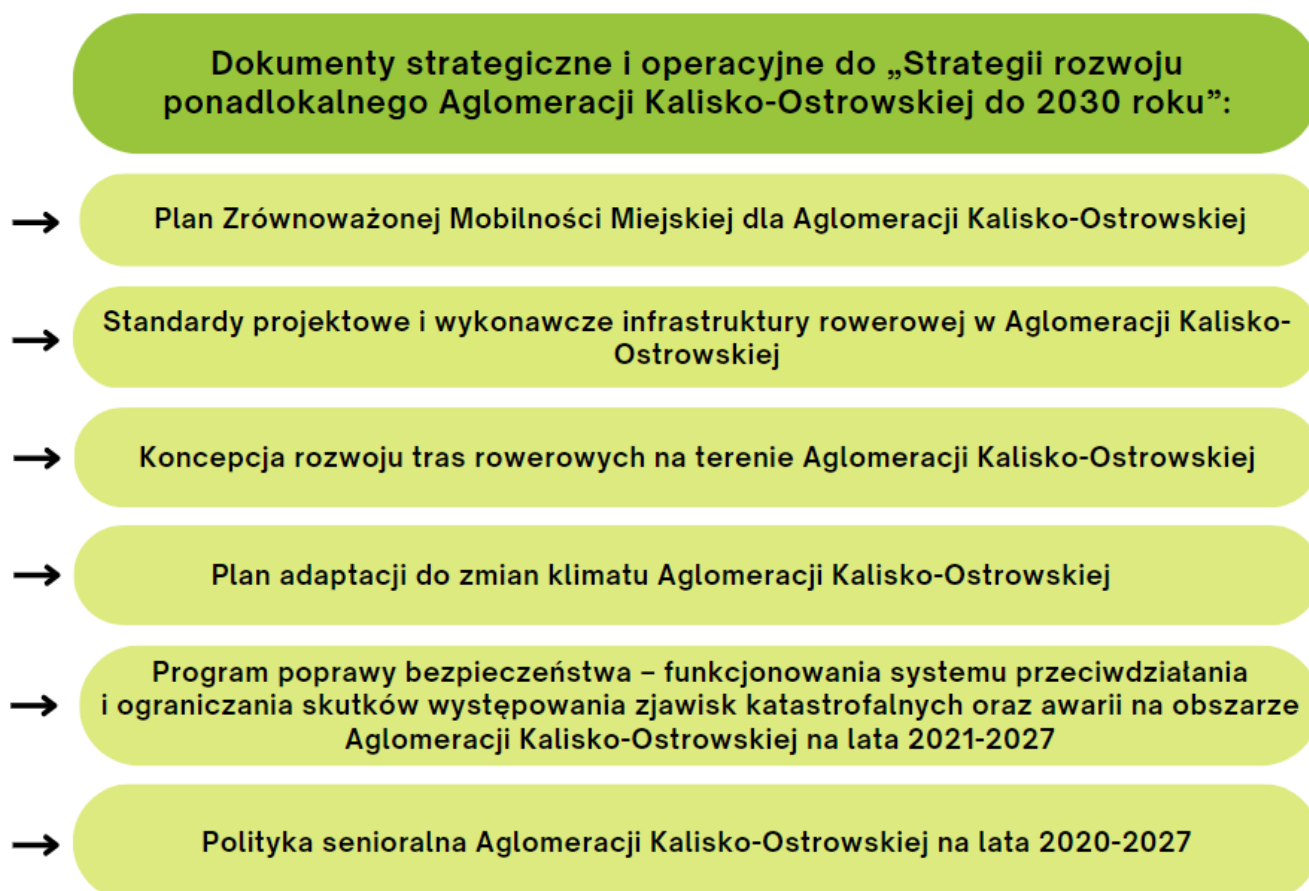 Dokumenty strategiczne i operacyjne do „Strategii rozwoju
ponadlokalnego Aglomeracji Kalisko-Ostrowskiej do 2030 roku”:
Plan Zrównoważonej Mobilności Miejskiej dla Aglomeracji Kalisko-Ostrowskiej
Standardy projektowe i wykonawcze infrastruktury rowerowej w Aglomeracji Kalisko-
Ostrowskiej
Koncepcja rozwoju tras rowerowych na terenie Aglomeracji Kalisko-Ostrowskiej
Plan adaptacji do zmian klimatu Aglomeracji Kalisko-Ostrowskiej
Program poprawy bezpieczeństwa – funkcjonowania systemu przeciwdziałania
i ograniczania skutków występowania zjawisk katastrofalnych oraz awarii na obszarze
Aglomeracji Kalisko-Ostrowskiej na lata 2021-2027
Polityka senioralna Aglomeracji Kalisko-Ostrowskiej na lata 2020-2027